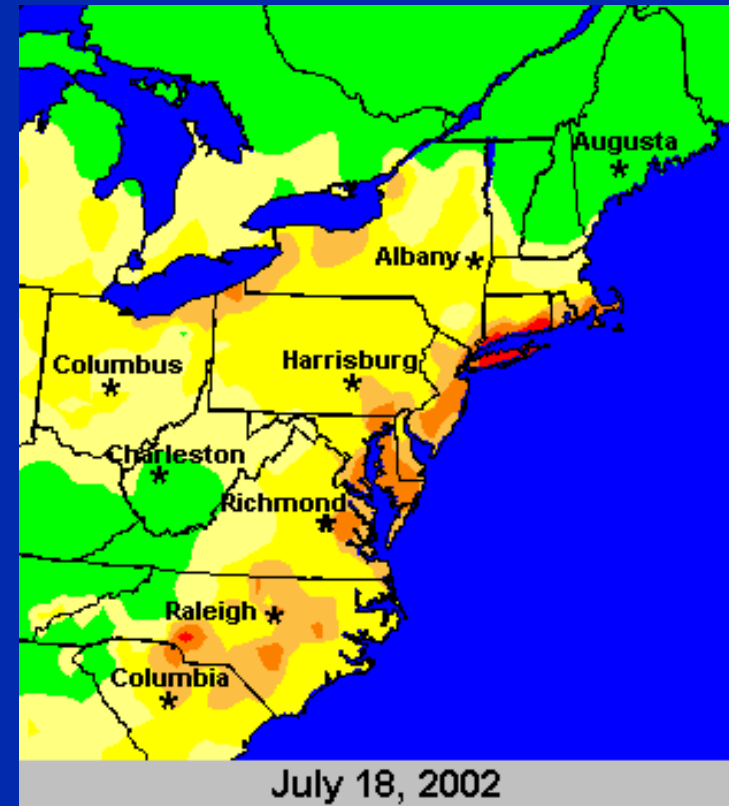 Augusta
Albany
Columbus
Harrisburg
Charleston
Richmond
Raleigh
Columbia
July 18, 2002